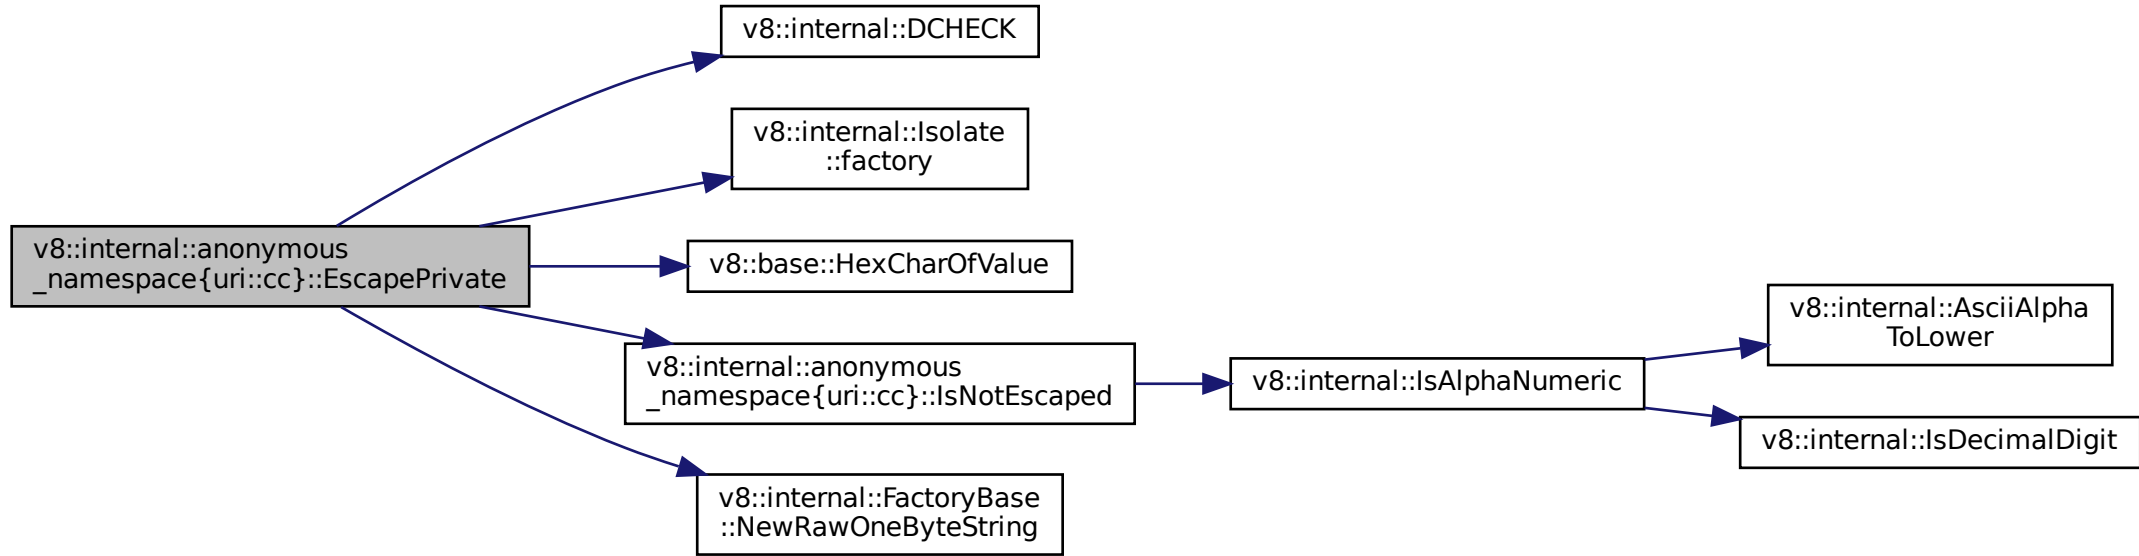 v8::internal::DCHECK
v8::internal::Isolate
::factory
v8::internal::anonymous
_namespace{uri::cc}::EscapePrivate
v8::base::HexCharOfValue
v8::internal::AsciiAlpha
ToLower
v8::internal::anonymous
_namespace{uri::cc}::IsNotEscaped
v8::internal::IsAlphaNumeric
v8::internal::IsDecimalDigit
v8::internal::FactoryBase
::NewRawOneByteString